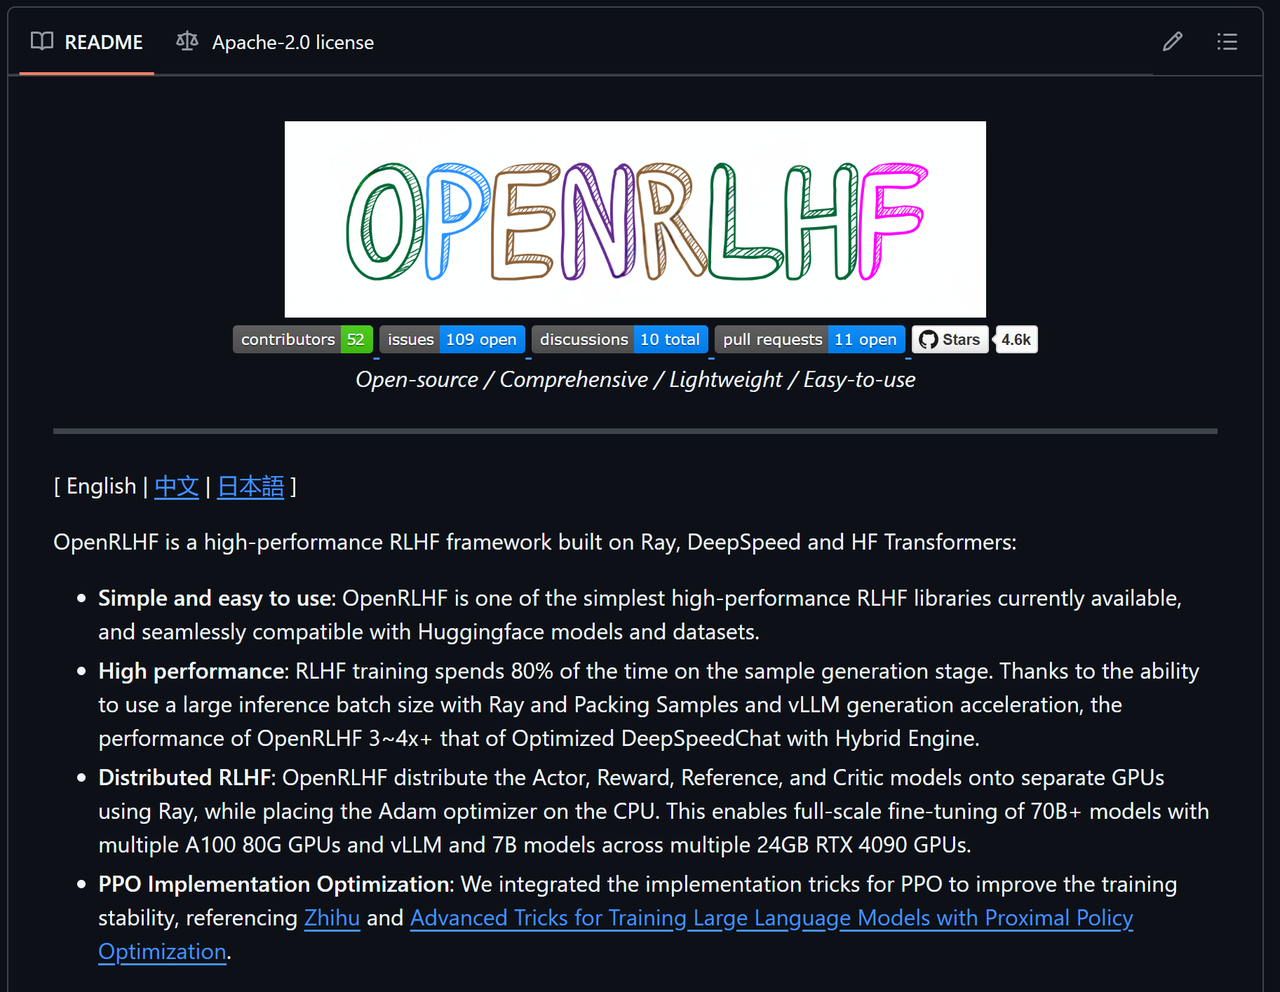 README Apache-2.0 license
OPENRLHF
contributors 52 issues 109 open discussions 10 total pull requests 11 open Stars 4.6k
Open-source / Comprehensive / Lightweight / Easy-to-use
[ English | 中文 | 日本語 ]
OpenRLHF is a high-performance RLHF framework built on Ray, DeepSpeed and HF Transformers:
• Simple and easy to use: OpenRLHF is one of the simplest high-performance RLHF libraries currently available,
and seamlessly compatible with Huggingface models and datasets.
• High performance: RLHF training spends 80% of the time on the sample generation stage. Thanks to the ability
to use a large inference batch size with Ray and Packing Samples and vLLM generation acceleration, the
performance of OpenRLHF 3~4x+ that of Optimized DeepSpeedChat with Hybrid Engine.
• Distributed RLHF: OpenRLHF distribute the Actor, Reward, Reference, and Critic models onto separate GPUs
using Ray, while placing the Adam optimizer on the CPU. This enables full-scale fine-tuning of 70B+ models with
multiple A100 80G GPUs and vLLM and 7B models across multiple 24GB RTX 4090 GPUs.
• PPO Implementation Optimization: We integrated the implementation tricks for PPO to improve the training
stability, referencing Zhihu and Advanced Tricks for Training Large Language Models with Proximal Policy
Optimization.